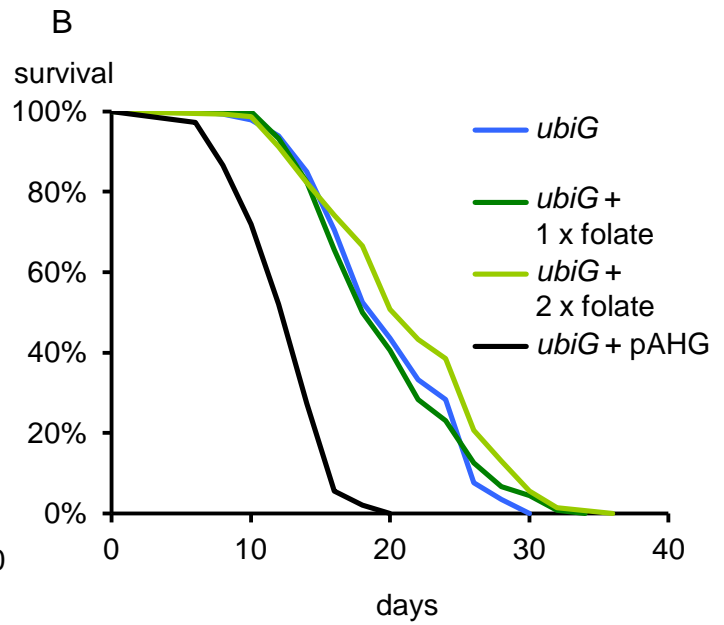 B
survival
100%
80%
60%
40%
20%
0%
0
0
10
20
30
40
days
ubiG
ubiG +
1 x folate
ubiG +
2 x folate
ubiG + pAHG